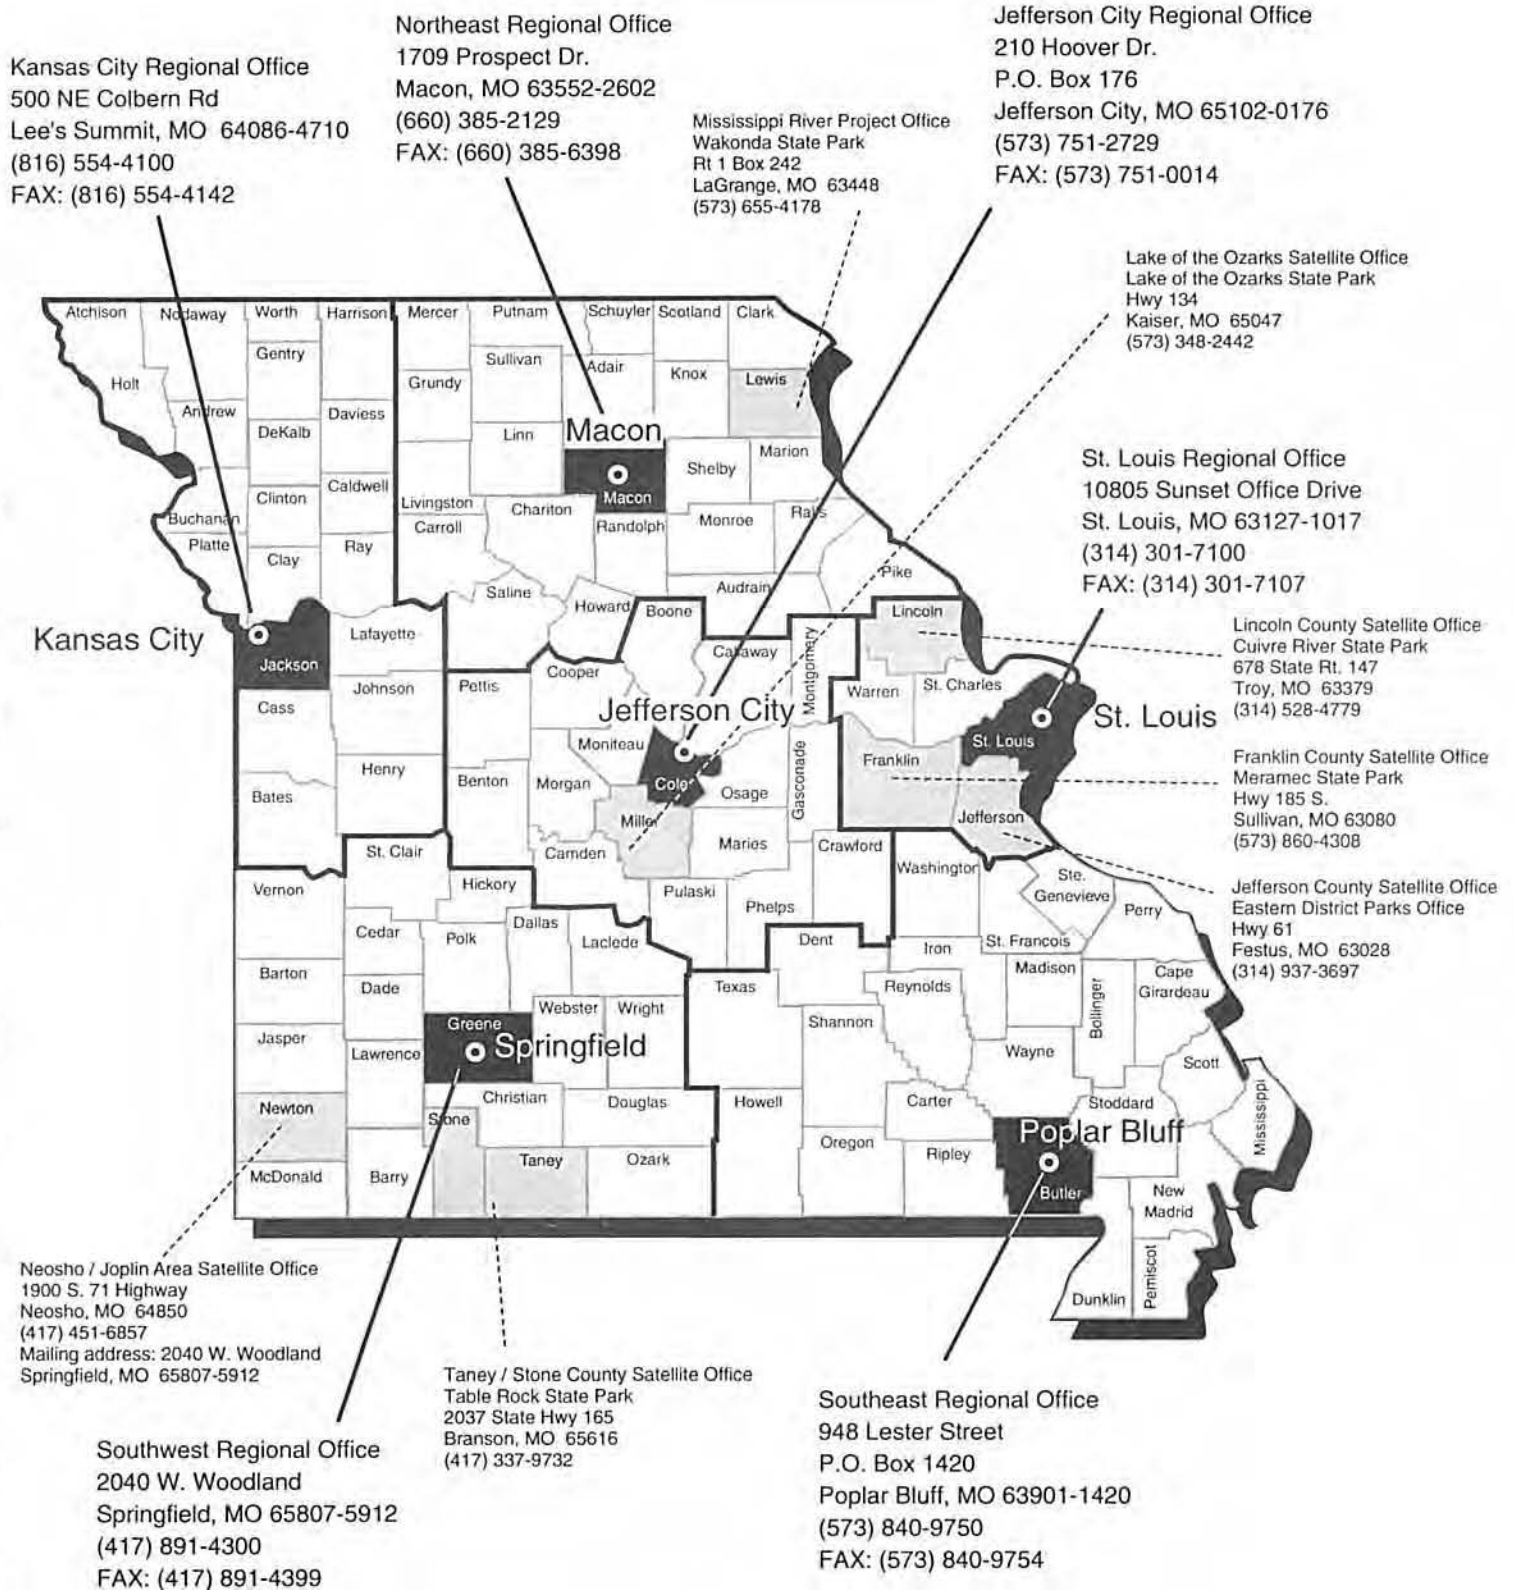 Kansas City Regional Office
500 NE Colbern Rd
Lee's Summit, MO 64086-4710
(816) 554-4100
FAX: (816) 554-4142
Northeast Regional Office
1709 Prospect Dr.
Macon, MO 63552-2602
(660) 385-2129
FAX: (660) 385-6398
Mississippi River Project Office
Wakonda State Park
Rt 1 Box 242
LaGrange, MO 63448
(573) 655-4178
Jefferson City Regional Office
210 Hoover Dr.
P.O. Box 176
Jefferson City, MO 65102-0176
(573) 751-2729
FAX: (573) 751-0014
Lake of the Ozarks Satellite Office
Lake of the Ozarks State Park
Hwy 134
Kaiser, MO 65047
(573) 348-2442
St. Louis Regional Office
10805 Sunset Office Drive
St. Louis, MO 63127-1017
(314) 301-7100
FAX: (314) 301-7107
Lincoln County Satellite Office
Cuivre River State Park
678 State Rt. 147
Troy, MO 63379
(314) 528-4779
Franklin County Satellite Office
Meramec State Park
Hwy 185 S.
Sullivan, MO 63080
(573) 860-4308
Jefferson County Satellite Office
Eastern District Parks Office
Hwy 61
Festus, MO 63028
(314) 937-3697
Atchison
Nodaway
Worth
Harrison
Mercer
Putnam
Schuyler
Scotland
Clark
Gentry
Sullivan
Adair
Knox
Lewis
Holt
Grundy
Andrew
Daviess
DeKalb
Linn
Macon
Marion
Shelby
Clinton
Caldwell
Livingston
Macon
Chariton
Buchanan
Carroll
Randolph
Monroe
Ralls
Platte
Clay
Ray
Pike
Saline
Audrain
Howard
Boone
Lincoln
Kansas City
Jackson
Lafayette
Callaway
Montgomery
Cooper
Pettis
Johnson
Warren
St. Charles
Cass
Jefferson City
St. Louis
Moniteau
St. Louis
Henry
Benton
Morgan
Cole
Osage
Gasconade
Franklin
Bates
Miller
Jefferson
St. Clair
Camden
Maries
Crawford
Washington
Vernon
Hickory
Pulaski
Phelps
Ste.
Genevieve
Perry
Cedar
Polk
Dallas
Laclede
Dent
Iron
St. Francois
Barton
Dade
Texas
Reynolds
Madison
Bollinger
Cape
Girardeau
Webster
Wright
Shannon
Greene
Springfield
Jasper
Lawrence
Wayne
Scott
Newton
Christian
Douglas
Howell
Carter
Stoddard
Mississippi
Stone
Poplar Bluff
Oregon
Ripley
McDonald
Barry
Taney
Ozark
Butler
New
Madrid
Pemiscot
Dunklin
Neosho / Joplin Area Satellite Office
1900 S. 71 Highway
Neosho, MO 64850
(417) 451-6857
Mailing address: 2040 W. Woodland
Springfield, MO 65807-5912
Southwest Regional Office
2040 W. Woodland
Springfield, MO 65807-5912
(417) 891-4300
FAX: (417) 891-4399
Taney / Stone County Satellite Office
Table Rock State Park
2037 State Hwy 165
Branson, MO 65616
(417) 337-9732
Southeast Regional Office
948 Lester Street
P.O. Box 1420
Poplar Bluff, MO 63901-1420
(573) 840-9750
FAX: (573) 840-9754